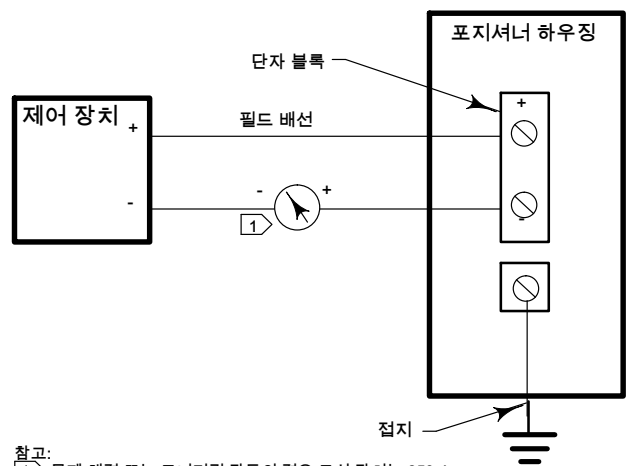 포지셔너 하우징
단자 블록
제어 장치
+
필드 배선
+
-
-
+
-
1
접지
참고: